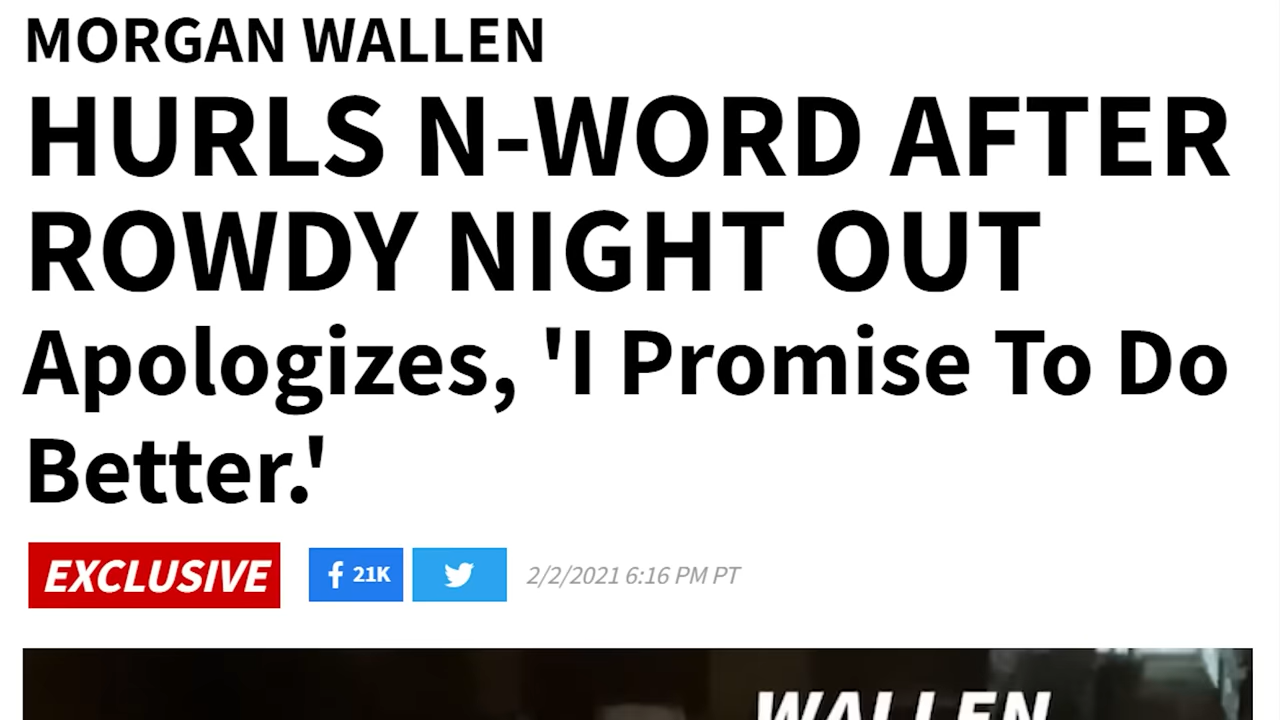 MORGAN WALLEN
HURLS N-WORD AFTER
ROWDY NIGHT OUT
Apologizes, 'I Promise To Do
Better.'
EXCLUSIVE 21K 2/2/2021 6:16 PM PT
WALLEN